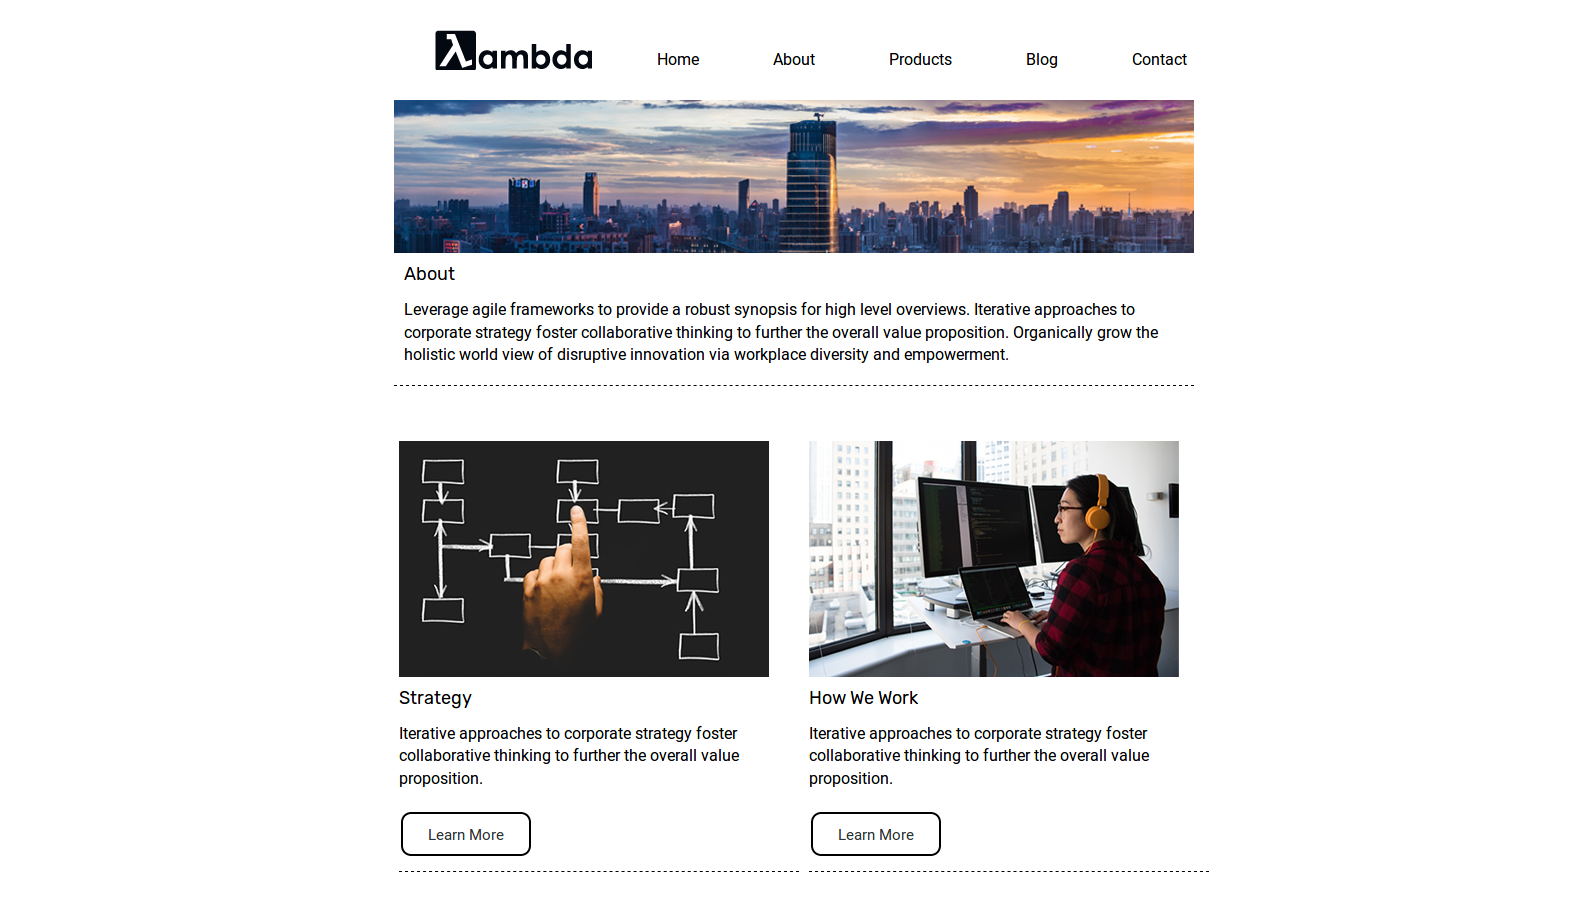 λambda
Home About Products Blog Contact
About
Leverage agile frameworks to provide a robust synopsis for high level overviews. Iterative approaches to
corporate strategy foster collaborative thinking to further the overall value proposition. Organically grow the
holistic world view of disruptive innovation via workplace diversity and empowerment.
Strategy
Iterative approaches to corporate strategy foster
collaborative thinking to further the overall value
proposition.
Learn More
How We Work
Iterative approaches to corporate strategy foster
collaborative thinking to further the overall value
proposition.
Learn More